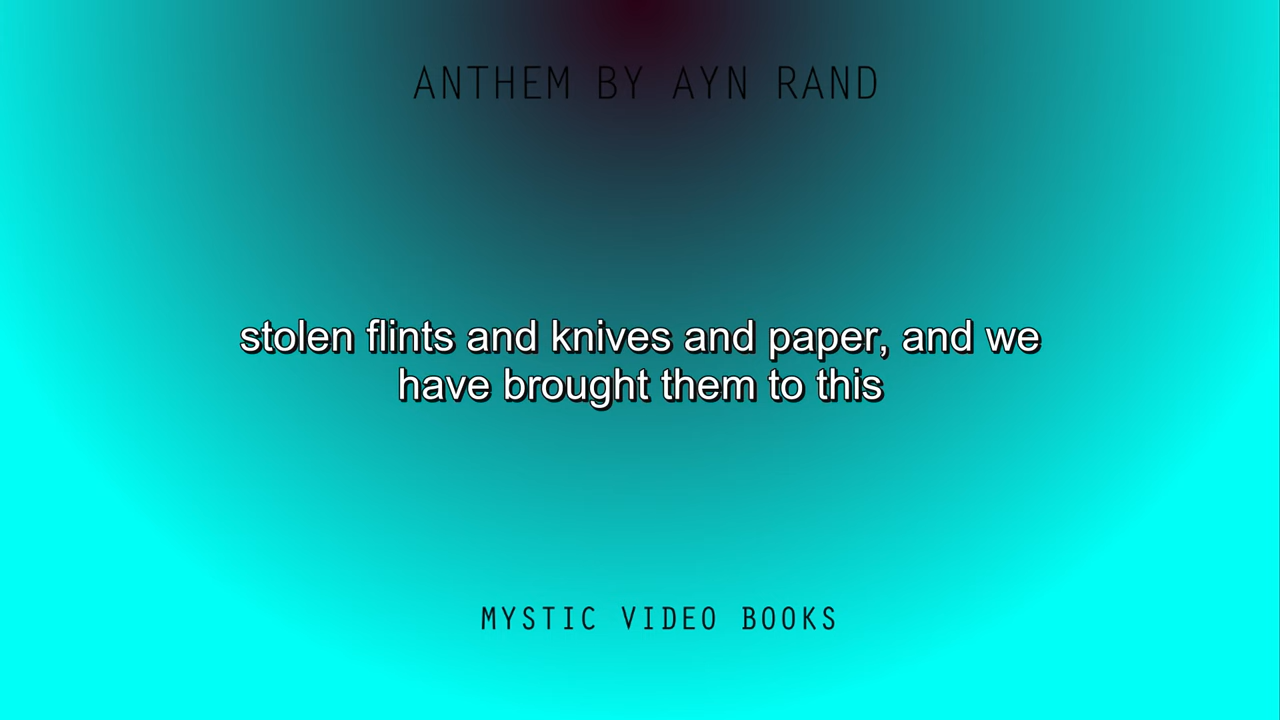 ANTHEM BY AYN RAND
stolen flints and knives and paper, and we
have brought them to this
MYSTIC VIDEO BOOKS